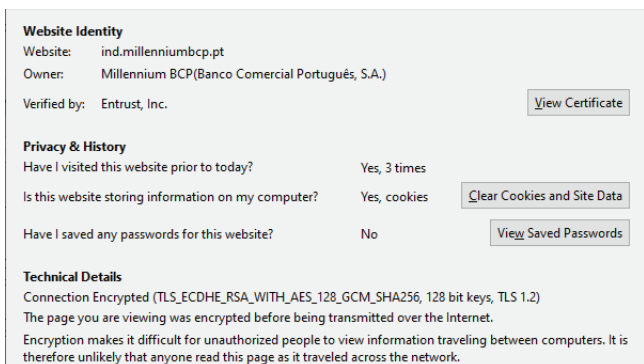 Website Identity
Website: ind.millenniumbcp.pt
Owner: Millennium BCP(Banco Comercial Português, S.A.)
Verified by: Entrust, Inc. View Certificate
Privacy & History
Have I visited this website prior to today? Yes, 3 times
Is this website storing information on my computer? Yes, cookies Clear Cookies and Site Data
Have I saved any passwords for this website? No View Saved Passwords
Technical Details
Connection Encrypted (TLS_ECDHE_RSA_WITH_AES_128_GCM_SHA256, 128 bit keys, TLS 1.2)
The page you are viewing was encrypted before being transmitted over the Internet.
Encryption makes it difficult for unauthorized people to view information traveling between computers. It is
therefore unlikely that anyone read this page as it traveled across the network.